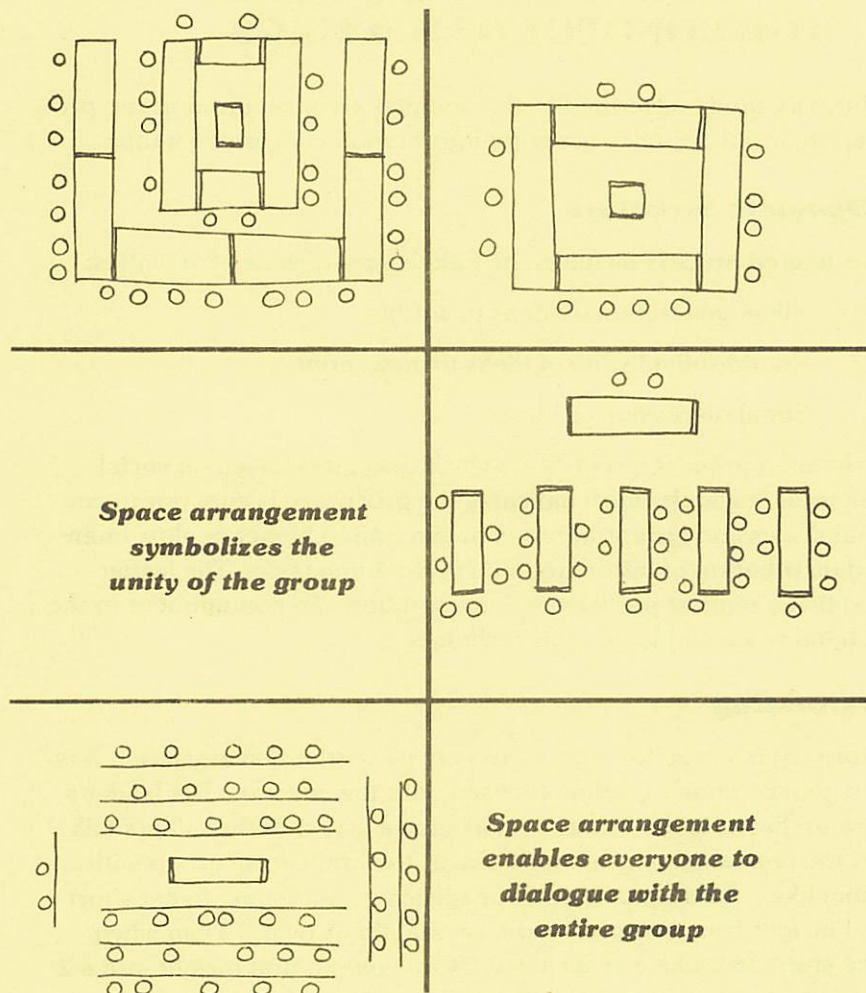 Space arrangement
symbolizes the
unity of the group
Space arrangement
enables everyone to
dialogue with the
entire group